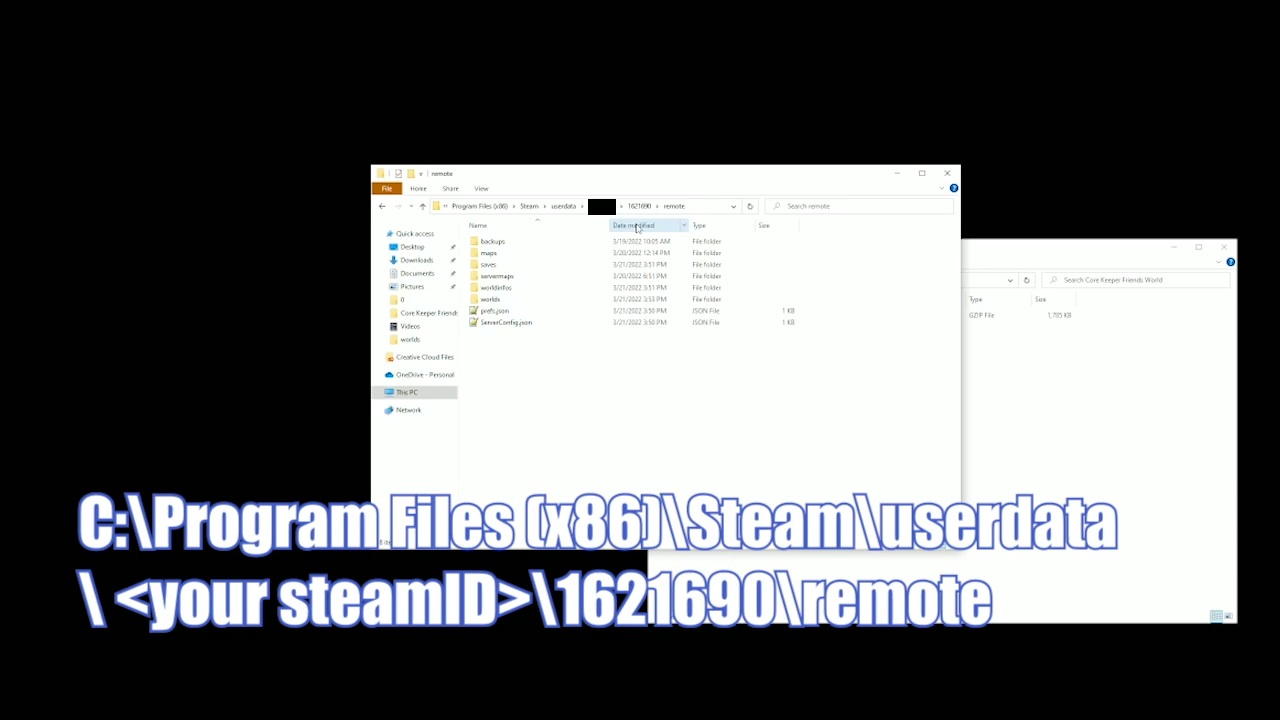 remote
File Home Share View
Program Files (x86) › Steam › userdata › › 1621690 › remote
Search remote
Name Date modified Type Size
Quick access
Desktop
Downloads
Documents
Pictures
0
Core Keeper Friends
Videos
worlds
Creative Cloud Files
OneDrive - Personal
This PC
Network
backups 3/19/2022 10:05 AM File folder
maps 3/20/2022 12:14 PM File folder
saves 3/21/2022 3:51 PM File folder
servermaps 3/20/2022 6:51 PM File folder
worldinfos 3/21/2022 3:51 PM File folder
worlds 3/21/2022 3:53 PM File folder
prefs.json 3/21/2022 3:50 PM JSON File 1 KB
ServerConfig.json 3/21/2022 3:50 PM JSON File 1 KB
Search Core Keeper Friends World
Type Size
GZIP File 1,785 KB
C:\Program Files (x86)\Steam\userdata
\ <your steamID>\1621690\remote